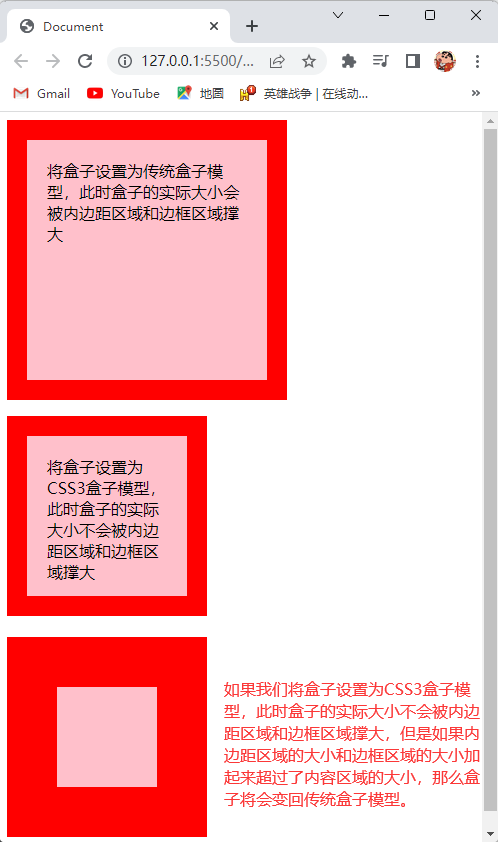 Document
127.0.0.1:5500/...
Gmail
YouTube
地图
英雄战争 | 在线动...
将盒子设置为传统盒子模
型，此时盒子的实际大小会
被内边距区域和边框区域撑
大
将盒子设置为
CSS3盒子模型，
此时盒子的实际
大小不会被内边
距区域和边框区
域撑大
如果我们将盒子设置为CSS3盒子模
型，此时盒子的实际大小不会被内边
距区域和边框区域撑大，但是如果内
边距区域的大小和边框区域的大小加
起来超过了内容区域的大小，那么盒
子将会变回传统盒子模型。